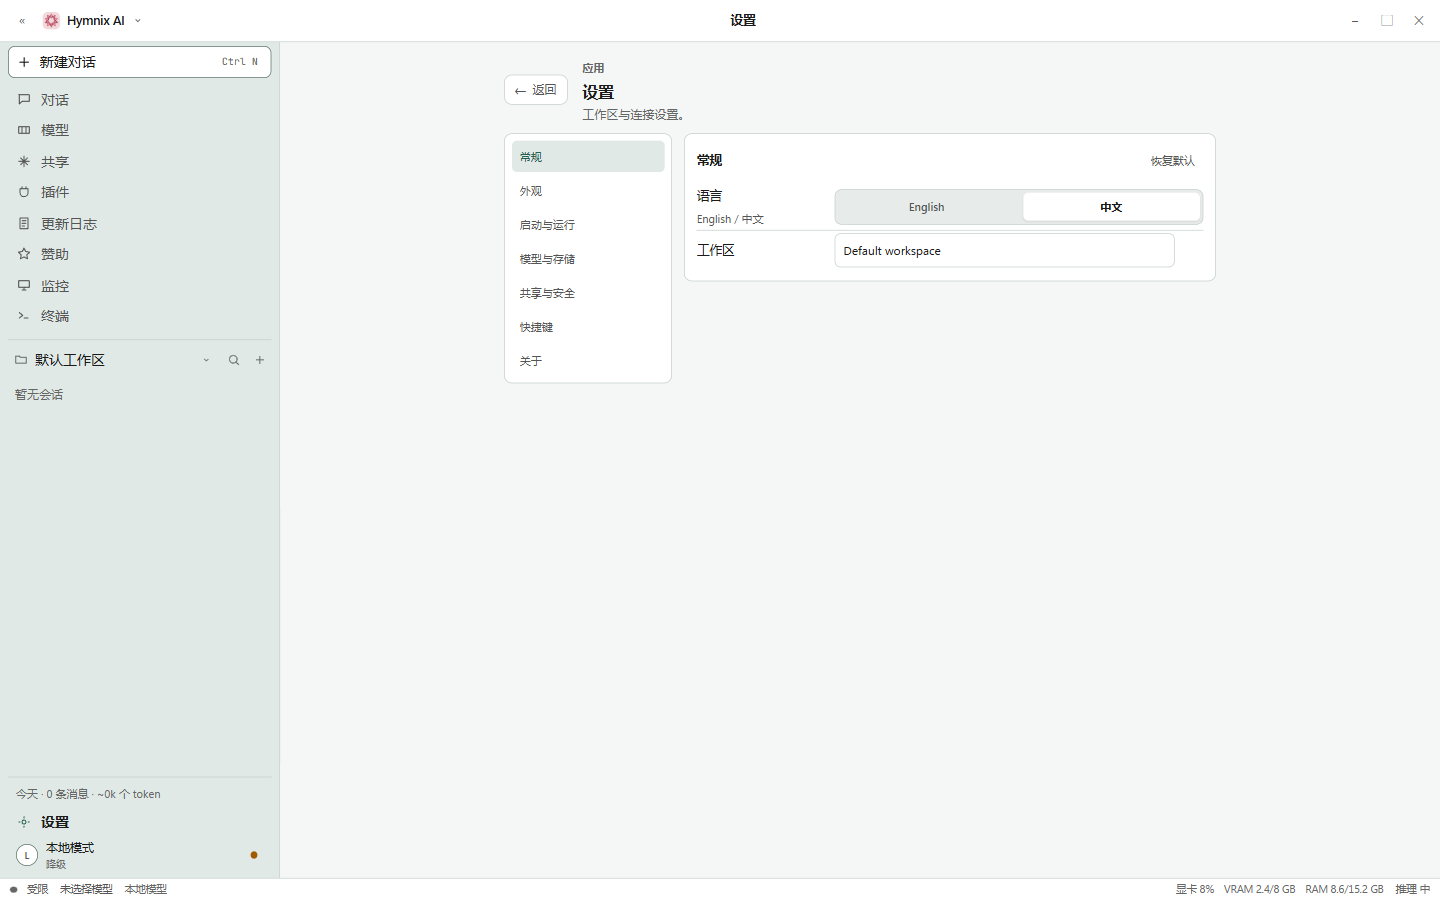 «
Hymnix AI
设置
新建对话
Ctrl N
对话
模型
共享
插件
更新日志
赞助
监控
终端
默认工作区
暂无会话
今天 · 0 条消息 · ~0k 个 token
设置
L
本地模式
降级
← 返回
应用
设置
工作区与连接设置。
常规
外观
启动与运行
模型与存储
共享与安全
快捷键
关于
常规
恢复默认
语言
English / 中文
English
中文
工作区
Default workspace
受限 未选择模型 本地模型
显卡 8% VRAM 2.4/8 GB RAM 8.6/15.2 GB 推理 中